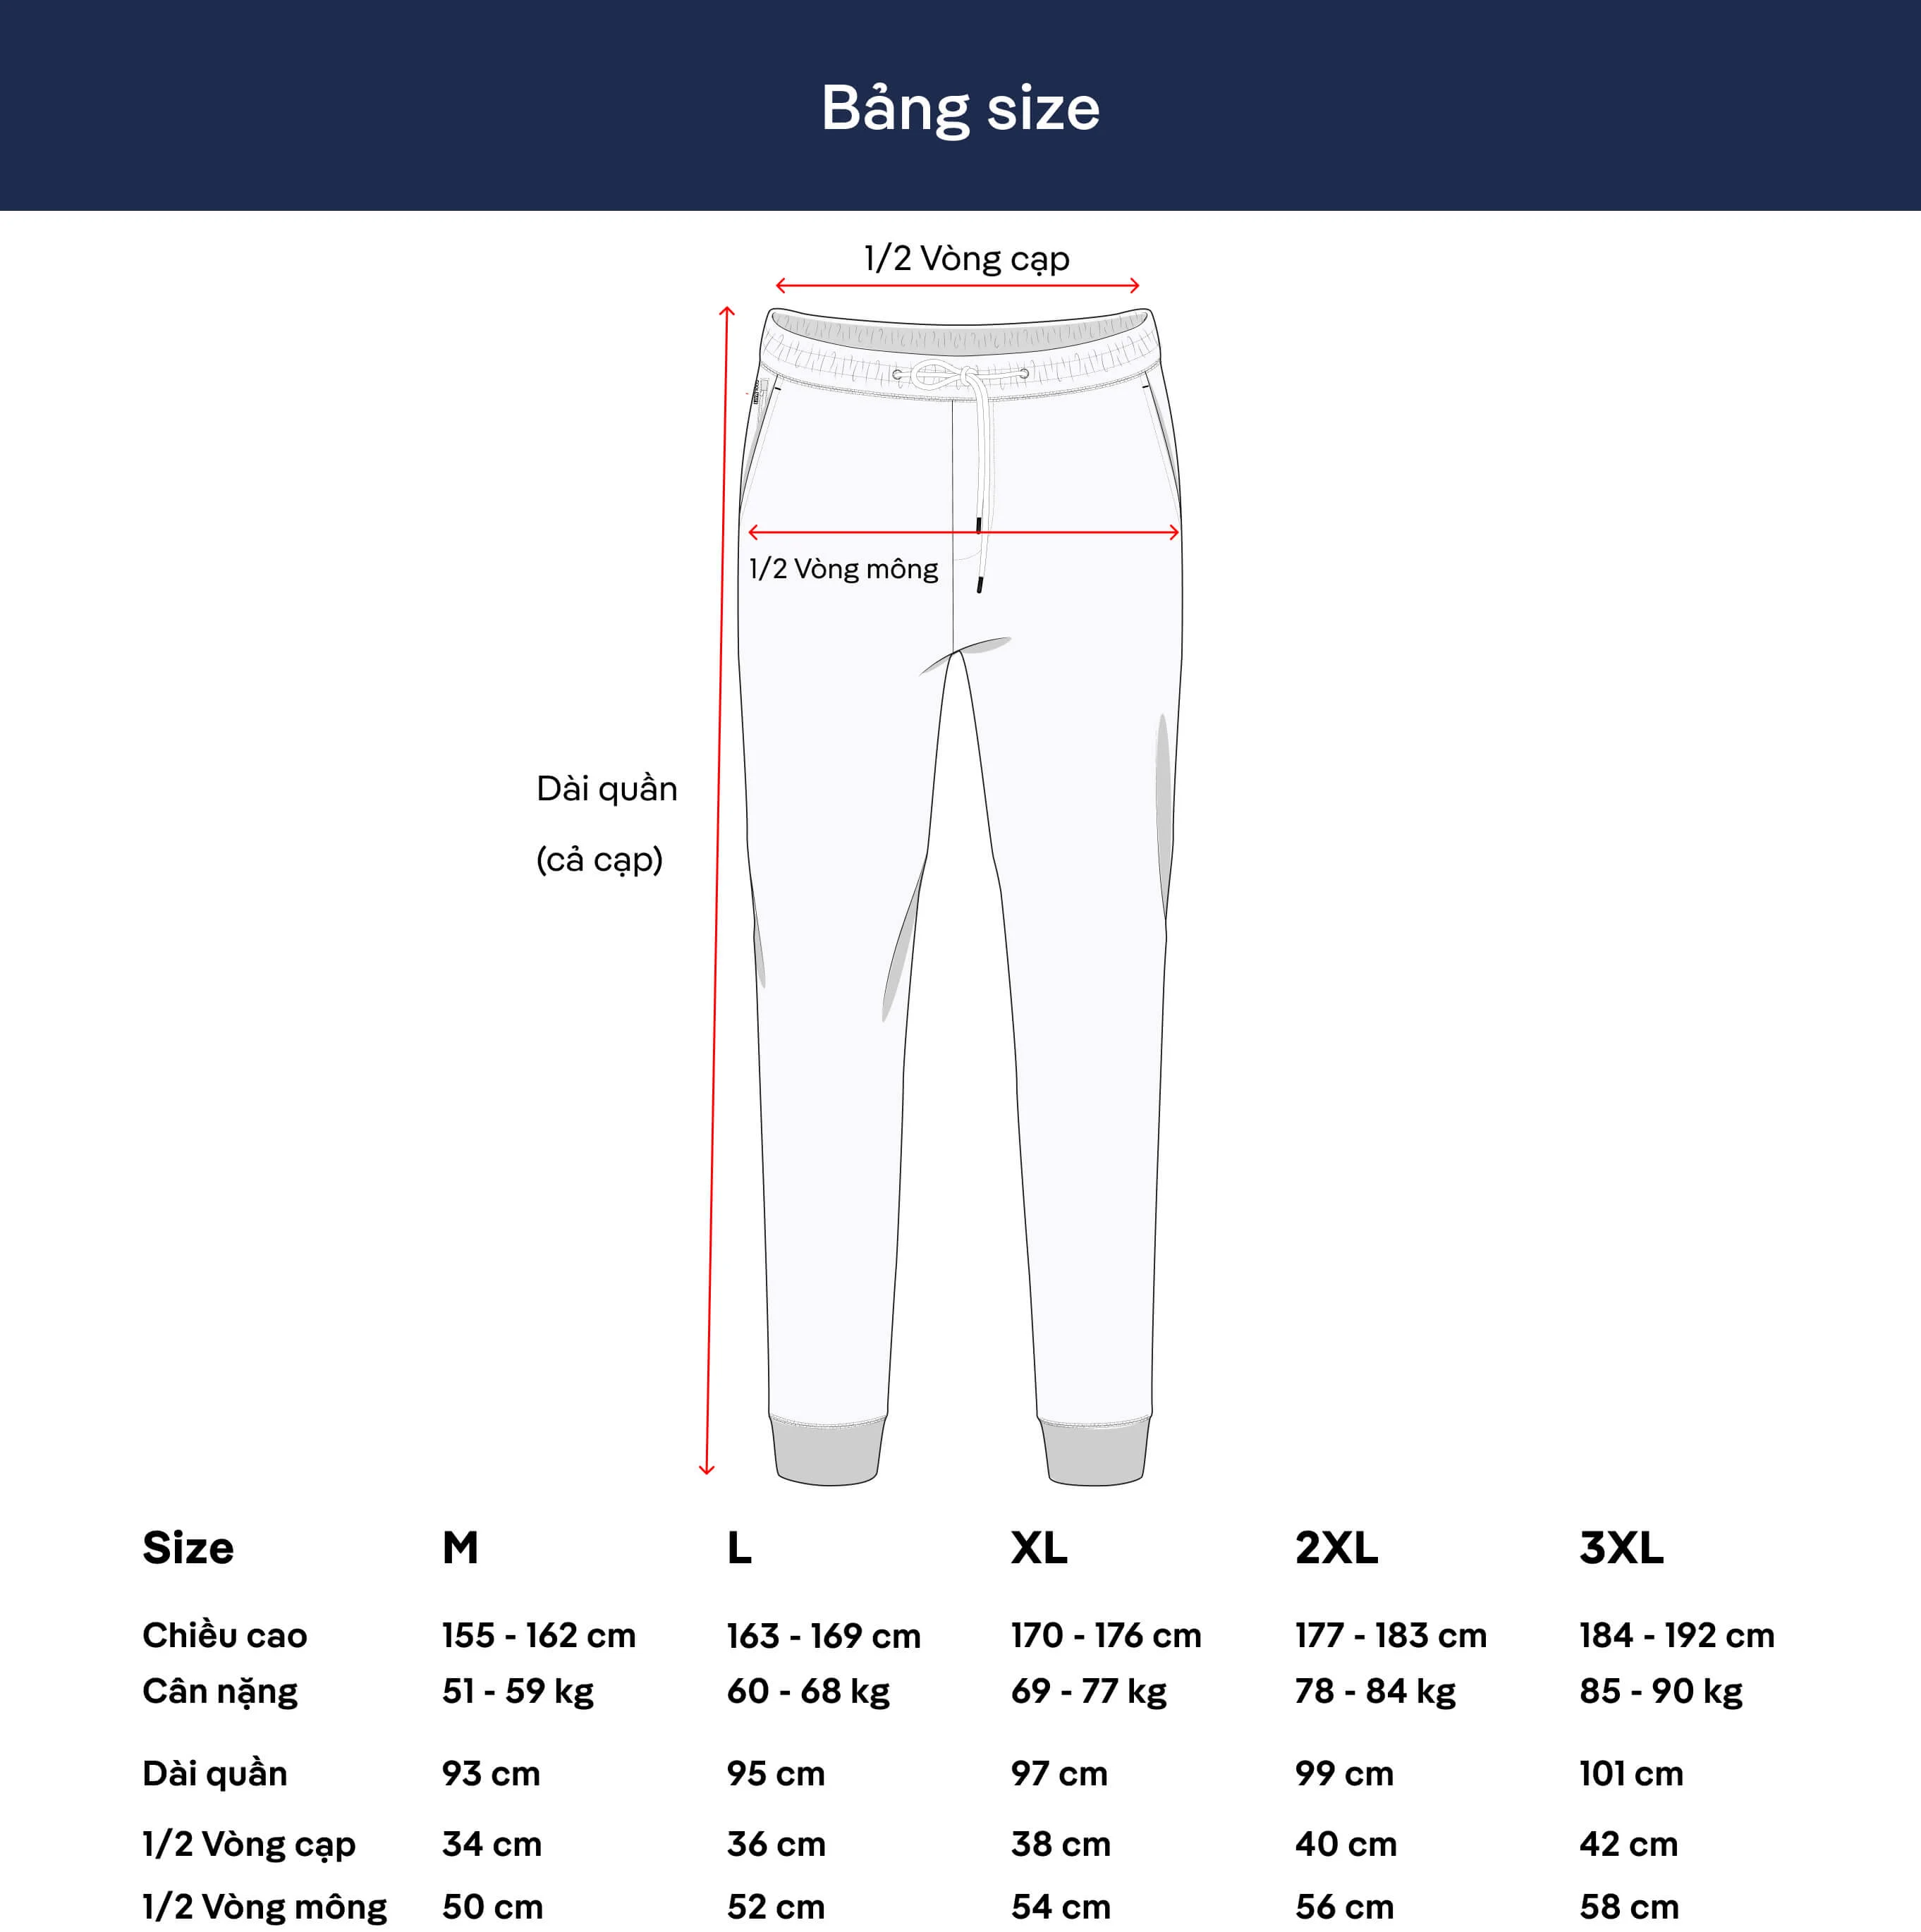 Bảng size
1/2 Vòng cạp
1/2 Vòng mông
Dài quần
(cả cạp)
Size M L XL 2XL 3XL
Chiều cao 155 - 162 cm 163 - 169 cm 170 - 176 cm 177 - 183 cm 184 - 192 cm
Cân nặng 51 - 59 kg 60 - 68 kg 69 - 77 kg 78 - 84 kg 85 - 90 kg
Dài quần 93 cm 95 cm 97 cm 99 cm 101 cm
1/2 Vòng cạp 34 cm 36 cm 38 cm 40 cm 42 cm
1/2 Vòng mông 50 cm 52 cm 54 cm 56 cm 58 cm